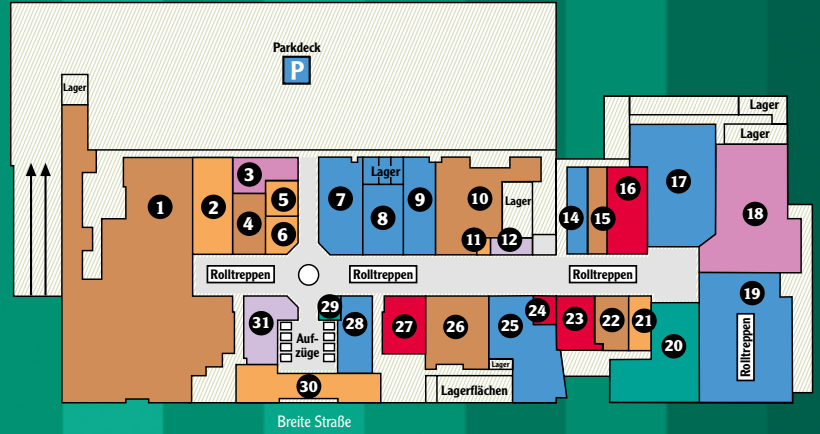 Parkdeck
P
Lager
Lager
Lager
3
16
17
1
2
5
7
Lager
9
10
Lager
14
15
18
4
6
8
11
12
Rolltreppen
Rolltreppen
Rolltreppen
19
29
24
31
28
27
26
25
23
22
21
Auf-
züge
Rolltreppen
20
Lager
30
Lagerflächen
Breite Straße